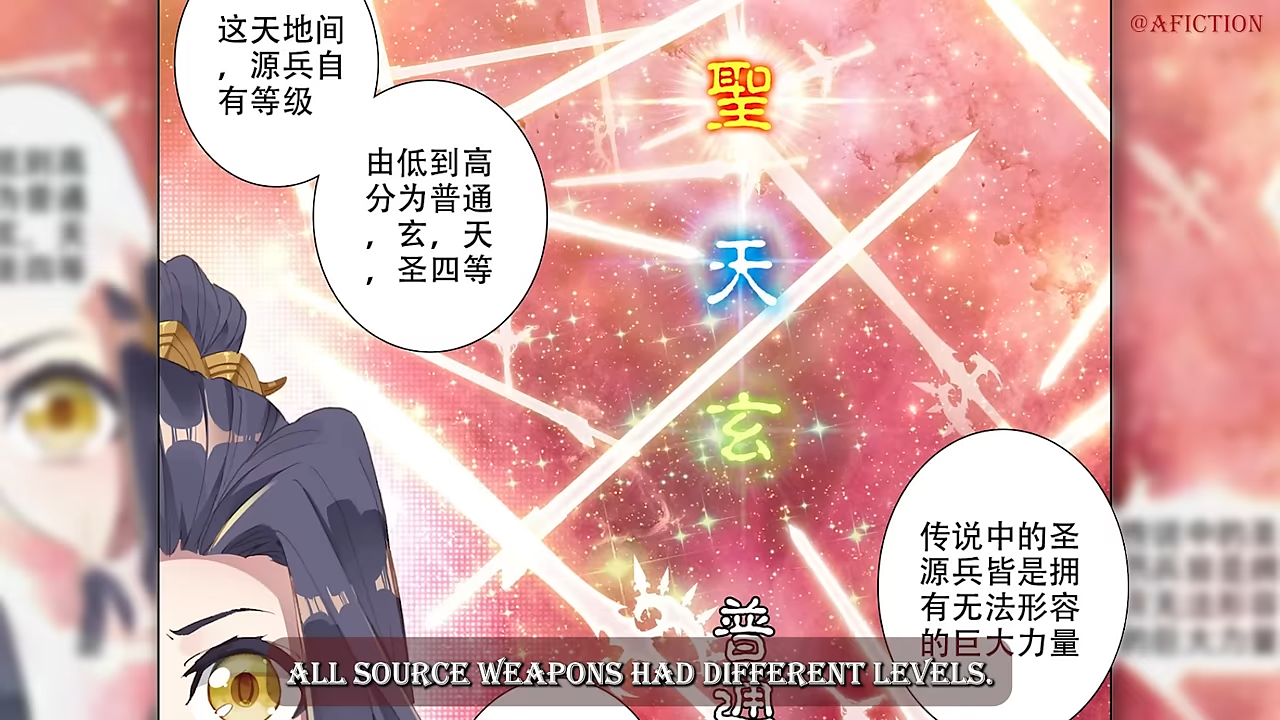 @AFICTION
这天地间
，源兵自
有等级
由低到高
分为普通
，玄，天
，圣四等
聖
天
玄
普
通
传说中的圣
源兵皆是拥
有无法形容
的巨大力量
ALL SOURCE WEAPONS HAD DIFFERENT LEVELS.